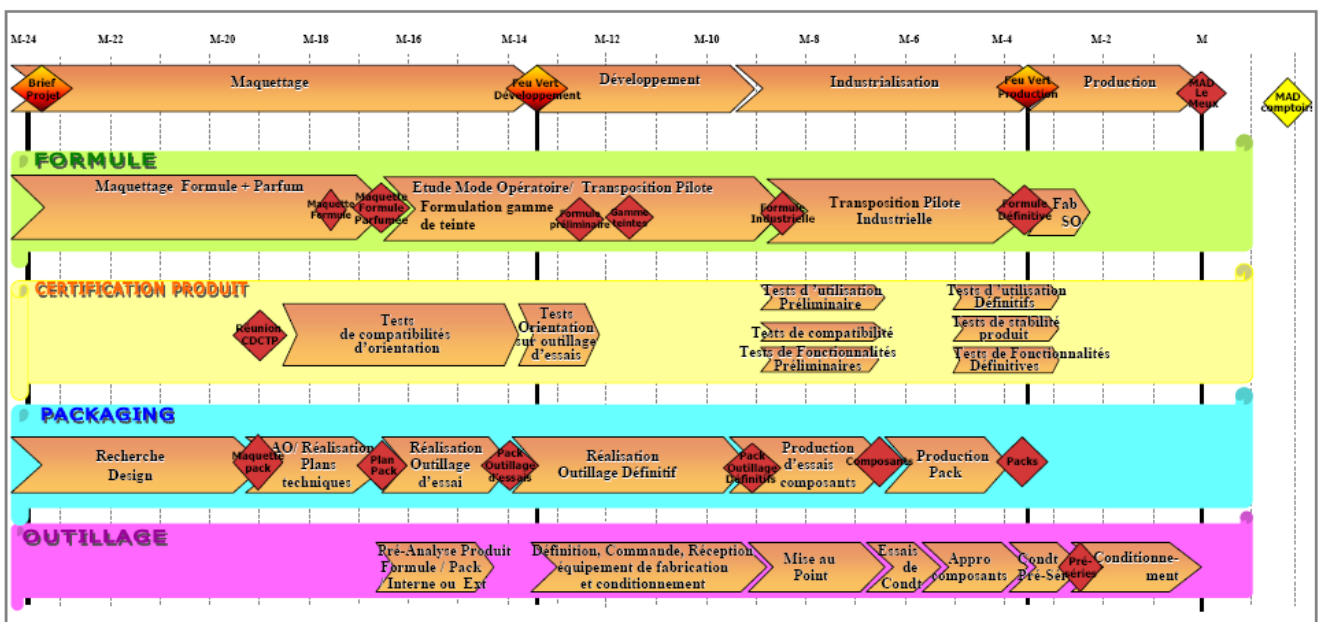 M-24 M-22 M-20 M-18 M-16 M-14 M-12 M-10 M-8 M-6 M-4 M-2 M
Brief
Projet
Maquettage
Feu Vert
Développement
Développement
Industrialisation
Feu Vert
Production
Production
MAD
Le
Meux
MAD
comptoirs
FORMULE
Maquettage Formule + Parfum
Maquette
Formule
Maquette
Formule
Parfumée
Etude Mode Opératoire/ Transposition Pilote
Formulation gamme
de teinte
Formule
préliminaire
Gamme
teintes
Formule
Industrielle
Transposition Pilote
Industrielle
Formule
Définitive
Fab
SO
CERTIFICATION PRODUIT
Réunion
CDCTP
Tests
de compatibilités
d'orientation
Tests
Orientation
sur outillage
d'essais
Tests d 'utilisation
Préliminaire
Tests de compatibilité
Tests de Fonctionnalités
Préliminaires
Tests d 'utilisation
Définitifs
Tests de stabilité
produit
Tests de Fonctionnalités
Définitives
PACKAGING
Recherche
Design
Maquette
pack
AO/ Réalisation
Plans
techniques
Plan
Pack
Réalisation
Outillage
d'essai
Pack
Outillage
d'essais
Réalisation
Outillage Définitif
Pack
Outillage
Définitifs
Production
d'essais
composants
Composants
Production
Pack
Packs
OUTILLAGE
Pré-Analyse Produit
Formule / Pack
/ Interne ou Ext
Définition, Commande, Réception
équipement de fabrication
et conditionnement
Mise au
Point
Essais
de
Condt
Appro
composants
Condt
Pré-Séri
Pré-
séries
Conditionne-
ment